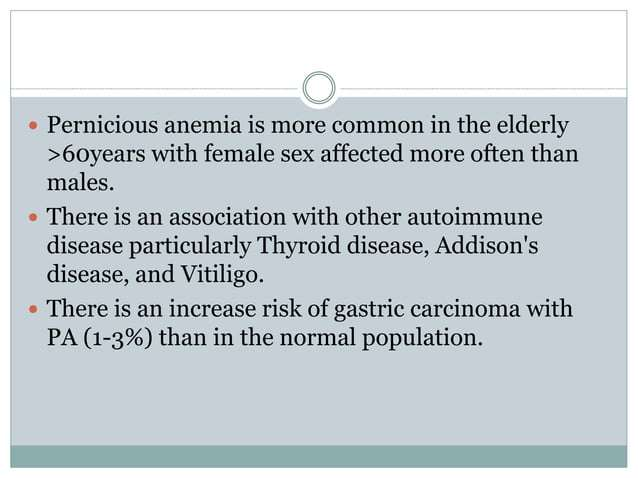 Pernicious anemia is more common in the elderly
>60years with female sex affected more often than
males.
There is an association with other autoimmune
disease particularly Thyroid disease, Addison's
disease, and Vitiligo.
There is an increase risk of gastric carcinoma with
PA (1-3%) than in the normal population.